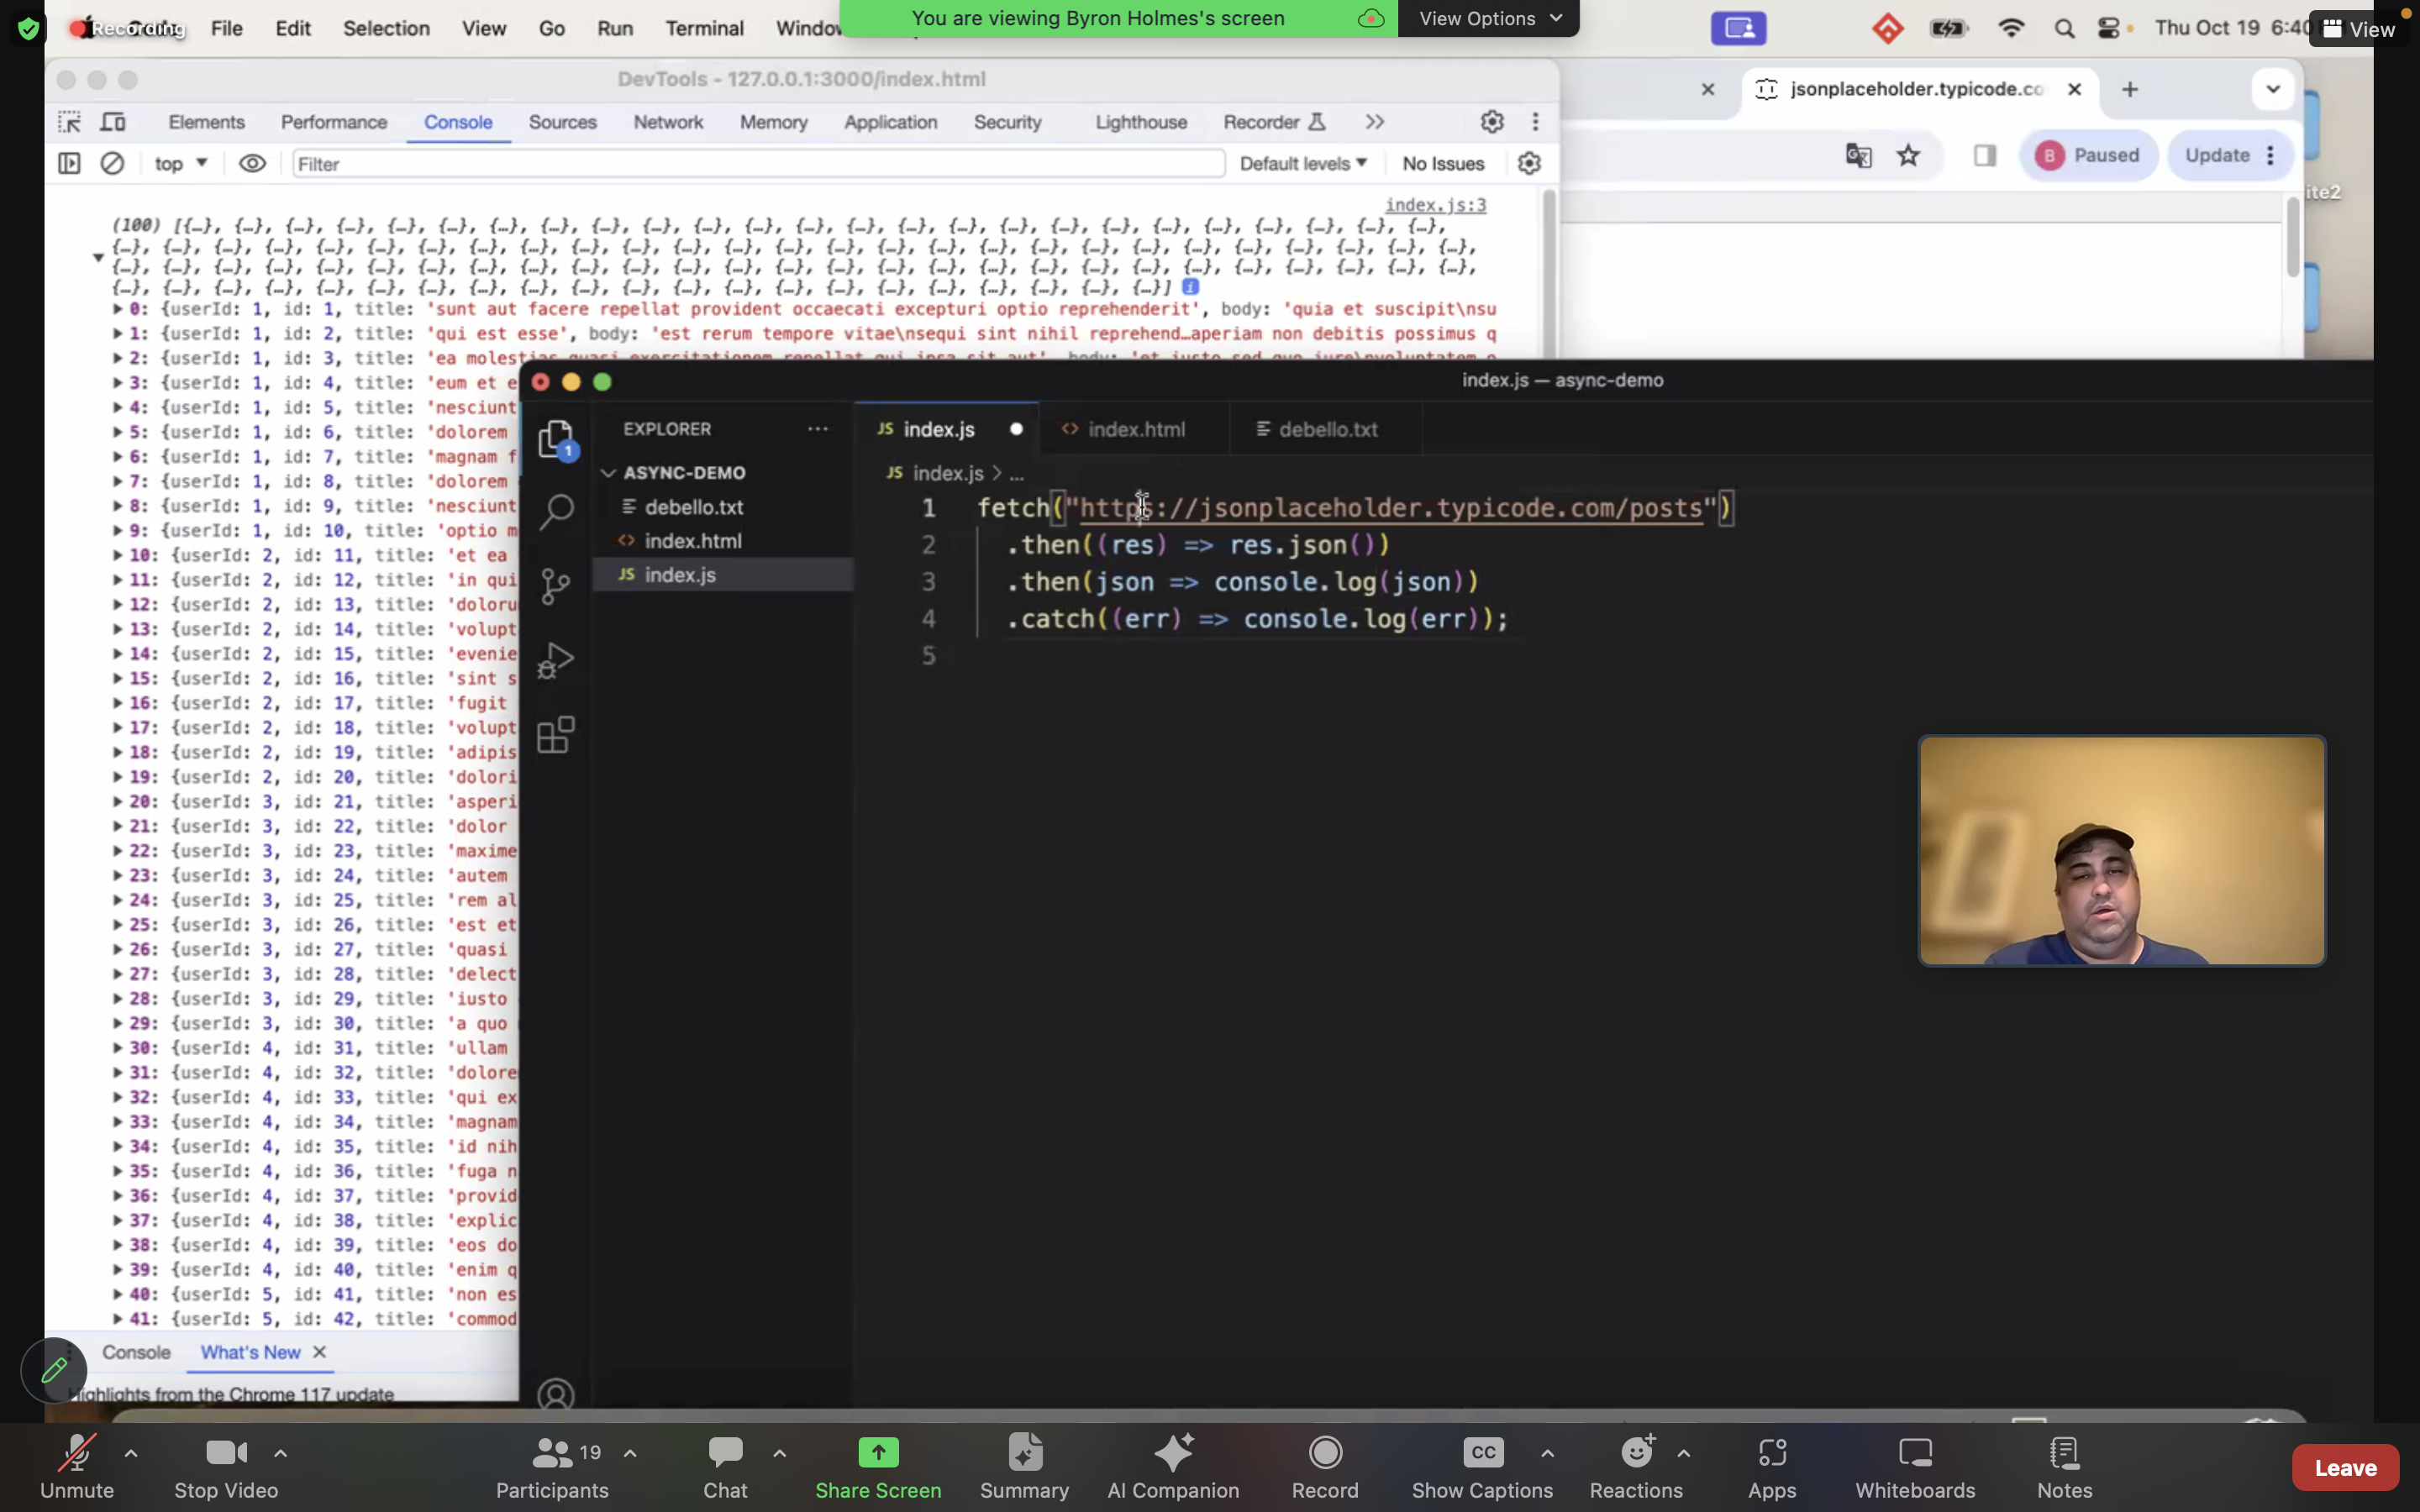 Recording File Edit Selection View Go Run Terminal Window
You are viewing Byron Holmes's screen View Options
Thu Oct 19 6:40
View
DevTools - 127.0.0.1:3000/index.html
jsonplaceholder.typicode.co
Elements Performance Console Sources Network Memory Application Security Lighthouse Recorder
top Filter Default levels No Issues
B Paused Update
ite2
index.js:3
(100) [{…}, {…}, {…}, {…}, {…}, {…}, {…}, {…}, {…}, {…}, {…}, {…}, {…}, {…}, {…}, {…}, {…}, {…}, {…}, {…}, {…}, {…}, {…}, {…}, {…},
{…}, {…}, {…}, {…}, {…}, {…}, {…}, {…}, {…}, {…}, {…}, {…}, {…}, {…}, {…}, {…}, {…}, {…}, {…}, {…}, {…}, {…}, {…}, {…}, {…}, {…}, {…},
{…}, {…}, {…}, {…}, {…}, {…}, {…}, {…}, {…}, {…}, {…}, {…}, {…}, {…}, {…}, {…}, {…}, {…}, {…}, {…}, {…}, {…}, {…}, {…}, {…}, {…}, {…},
{…}, {…}, {…}, {…}, {…}, {…}, {…}, {…}, {…}, {…}, {…}, {…}, {…}, {…}, {…}, {…}, {…}, {…}, {…}, {…}, {…}]
0: {userId: 1, id: 1, title: 'sunt aut facere repellat provident occaecati excepturi optio reprehenderit', body: 'quia et suscipit\nsu
1: {userId: 1, id: 2, title: 'qui est esse', body: 'est rerum tempore vitae\nsequi sint nihil reprehend…aperiam non debitis possimus q
2: {userId: 1, id: 3, title: 'ea molestias quasi exercitationem repellat qui ipsa sit aut', body: 'et iusto sed quo iure\nvoluptatem o
3: {userId: 1, id: 4, title: 'eum et e
4: {userId: 1, id: 5, title: 'nesciunt
5: {userId: 1, id: 6, title: 'dolorem
6: {userId: 1, id: 7, title: 'magnam f
7: {userId: 1, id: 8, title: 'dolorem
8: {userId: 1, id: 9, title: 'nesciunt
9: {userId: 1, id: 10, title: 'optio m
10: {userId: 2, id: 11, title: 'et ea
11: {userId: 2, id: 12, title: 'in qui
12: {userId: 2, id: 13, title: 'doloru
13: {userId: 2, id: 14, title: 'volupt
14: {userId: 2, id: 15, title: 'evenie
15: {userId: 2, id: 16, title: 'sint s
16: {userId: 2, id: 17, title: 'fugit
17: {userId: 2, id: 18, title: 'volupt
18: {userId: 2, id: 19, title: 'adipis
19: {userId: 2, id: 20, title: 'dolori
20: {userId: 3, id: 21, title: 'asperi
21: {userId: 3, id: 22, title: 'dolor
22: {userId: 3, id: 23, title: 'maxime
23: {userId: 3, id: 24, title: 'autem
24: {userId: 3, id: 25, title: 'rem al
25: {userId: 3, id: 26, title: 'est et
26: {userId: 3, id: 27, title: 'quasi
27: {userId: 3, id: 28, title: 'delect
28: {userId: 3, id: 29, title: 'iusto
29: {userId: 3, id: 30, title: 'a quo
30: {userId: 4, id: 31, title: 'ullam
31: {userId: 4, id: 32, title: 'dolore
32: {userId: 4, id: 33, title: 'qui ex
33: {userId: 4, id: 34, title: 'magnam
34: {userId: 4, id: 35, title: 'id nih
35: {userId: 4, id: 36, title: 'fuga n
36: {userId: 4, id: 37, title: 'provid
37: {userId: 4, id: 38, title: 'explic
38: {userId: 4, id: 39, title: 'eos do
39: {userId: 4, id: 40, title: 'enim q
40: {userId: 5, id: 41, title: 'non es
41: {userId: 5, id: 42, title: 'commod
Console What's New
Highlights from the Chrome 117 update
index.js — async-demo
1
EXPLORER
ASYNC-DEMO
debello.txt
index.html
JS index.js
JS index.js index.html debello.txt
JS index.js > ...
1 fetch("https://jsonplaceholder.typicode.com/posts")
2 .then((res) => res.json())
3 .then(json => console.log(json))
4 .catch((err) => console.log(err));
5
19
CC
Unmute Stop Video Participants Chat Share Screen Summary AI Companion Record Show Captions Reactions Apps Whiteboards Notes Leave